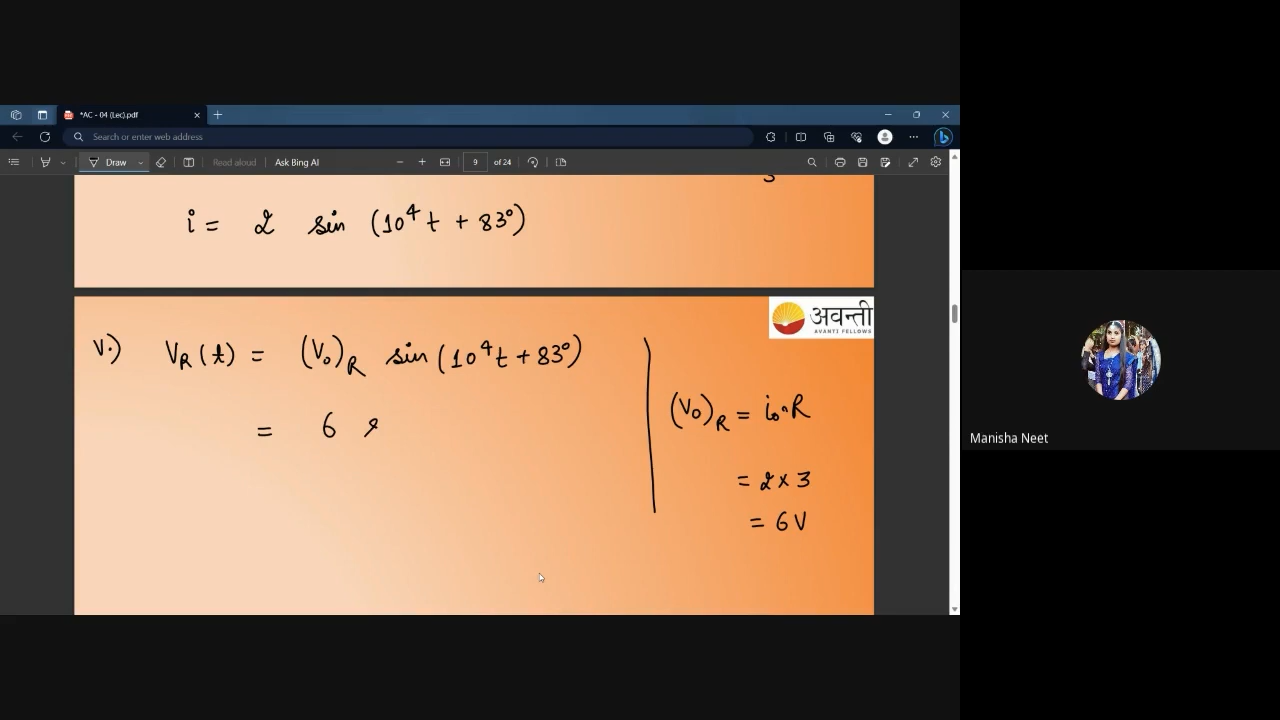 *AC - 04 (Lec).pdf
Search or enter web address
Draw
Read aloud
Ask Bing AI
9
of 24
i = 2 sin (10⁴t + 83°)
अवन्ती
AVANTI FELLOWS
V.) V_R(t) = (V₀)_R sin (10⁴t + 83°)
(V₀)_R = i₀ . R
= 6
= 2 × 3
= 6 V
Manisha Neet